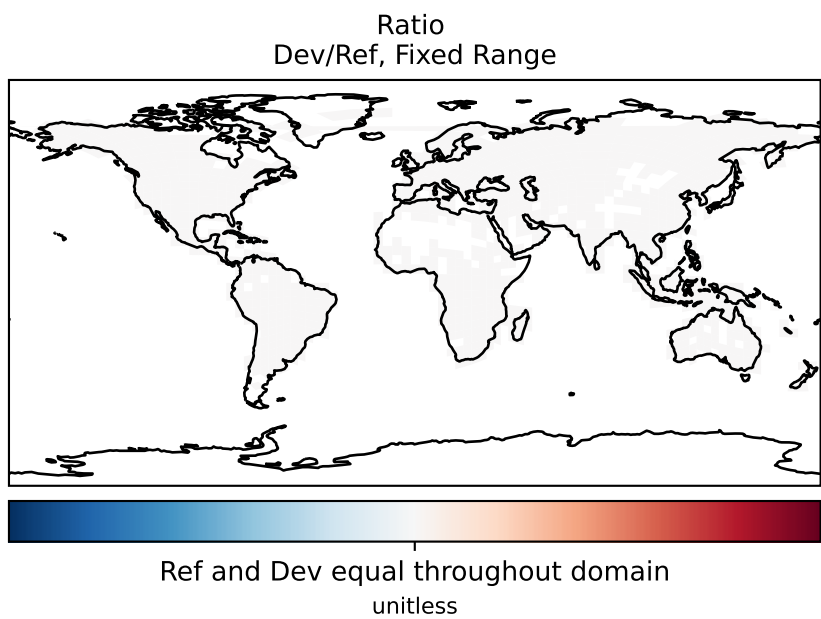 Ratio
Dev/Ref, Fixed Range
Ref and Dev equal throughout domain
unitless